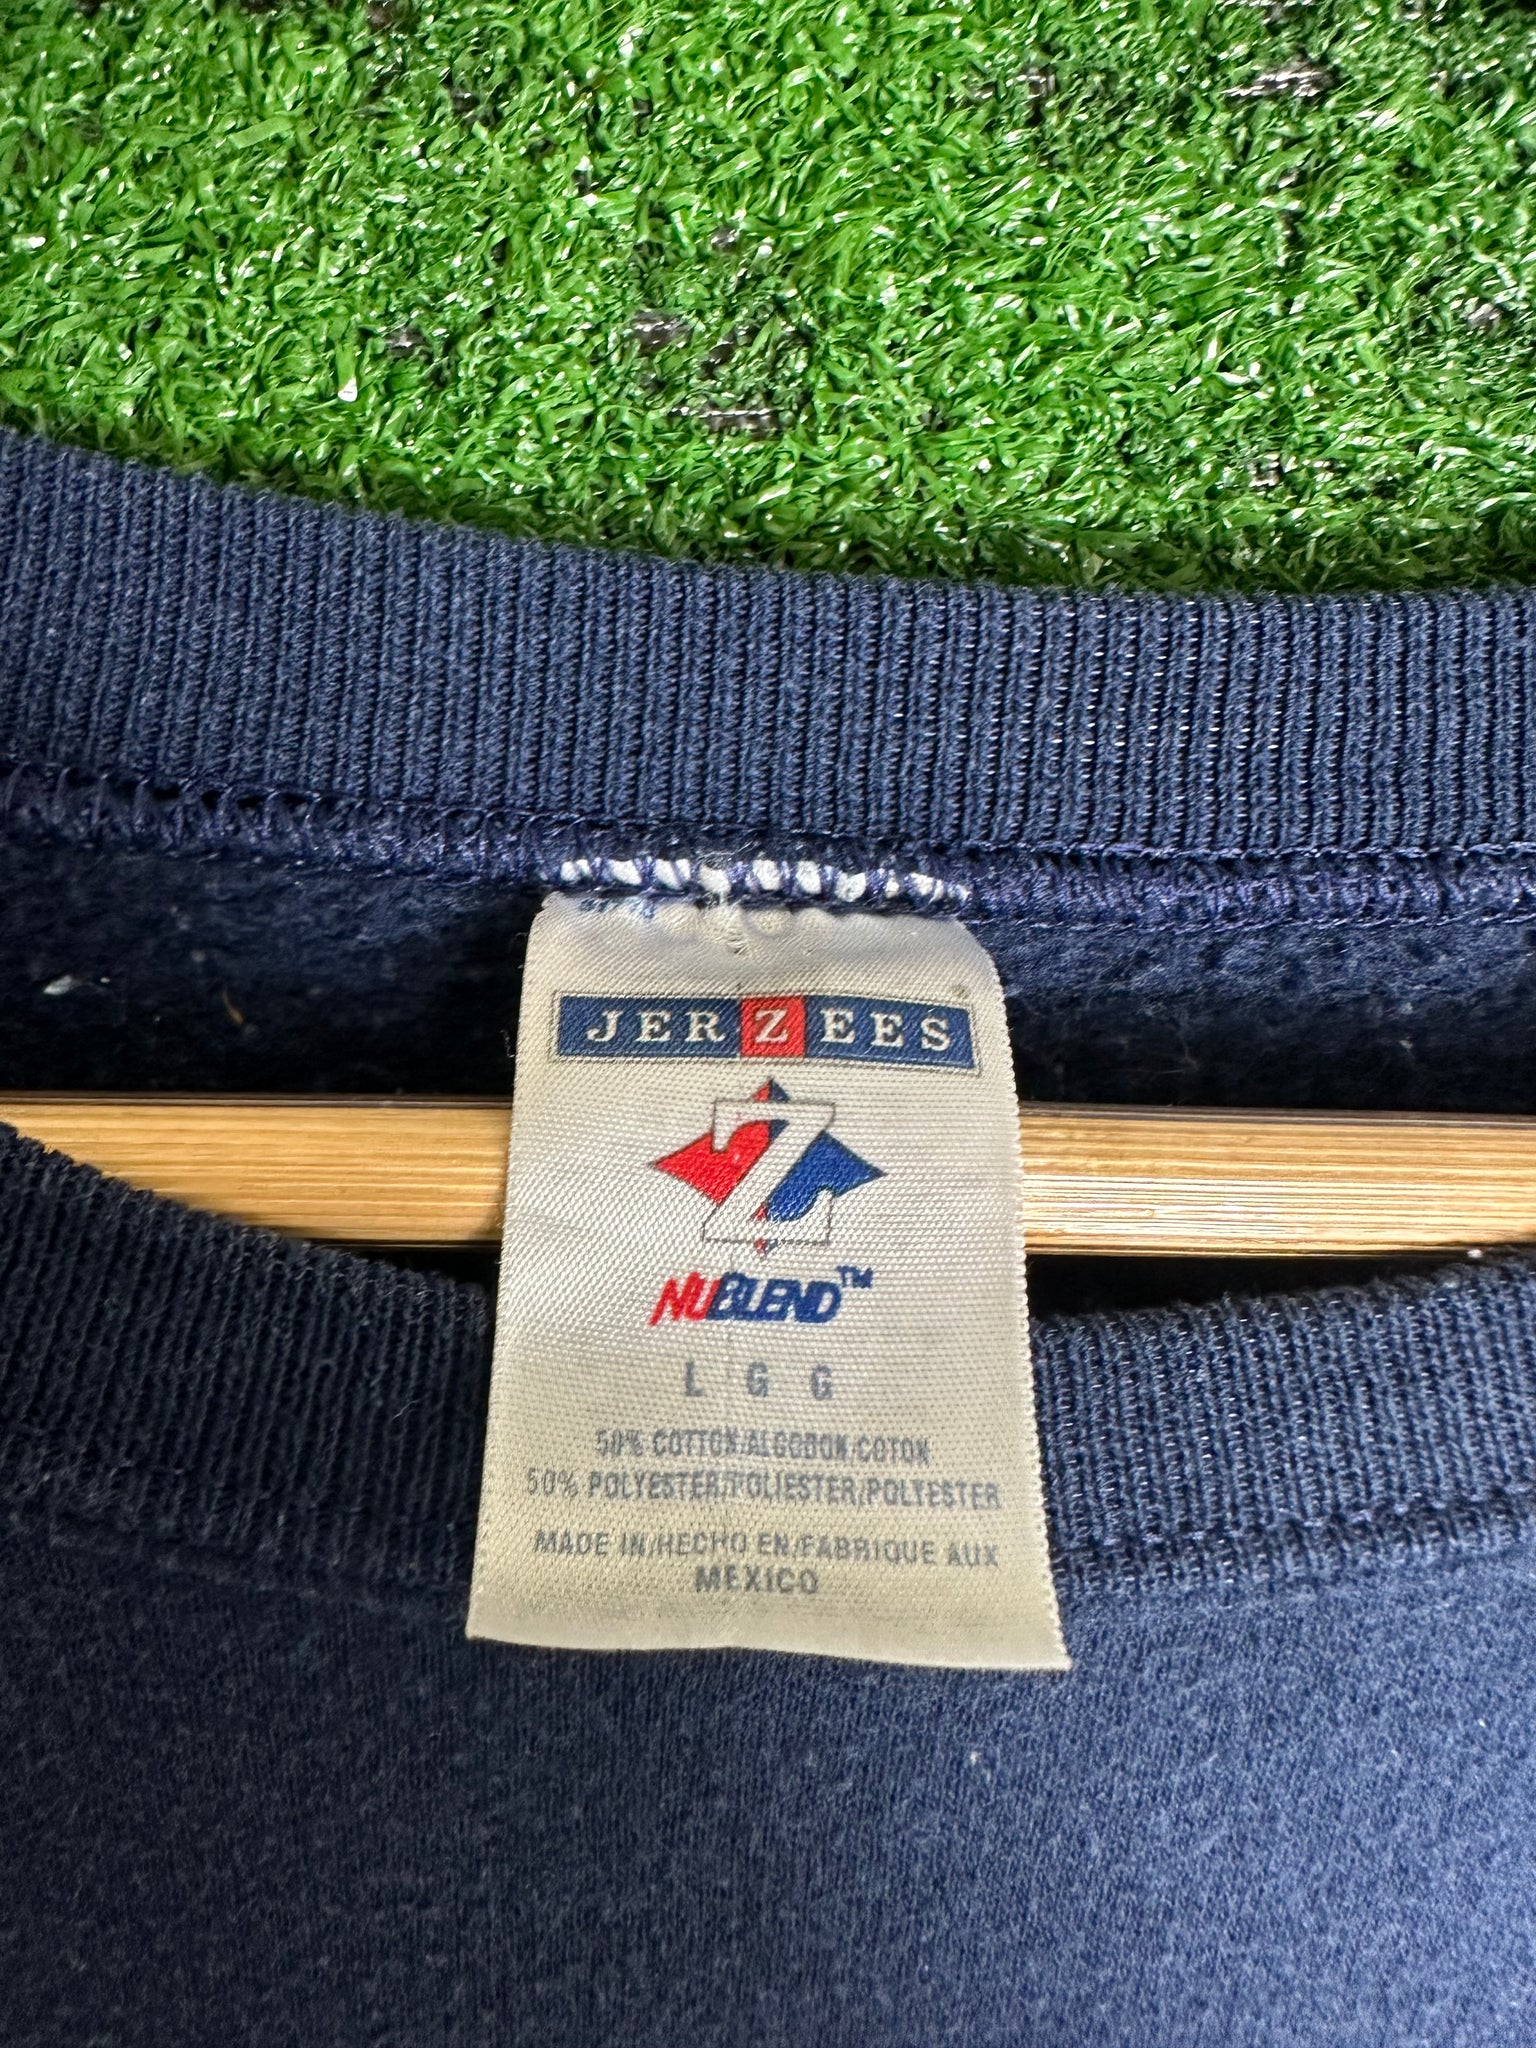 JERZEES
Z
NUBLEND™
L G G
50% COTTON/ALGODON/COTON
50% POLYESTER/POLIESTER/POLYESTER
MADE IN/HECHO EN/FABRIQUE AUX
MEXICO